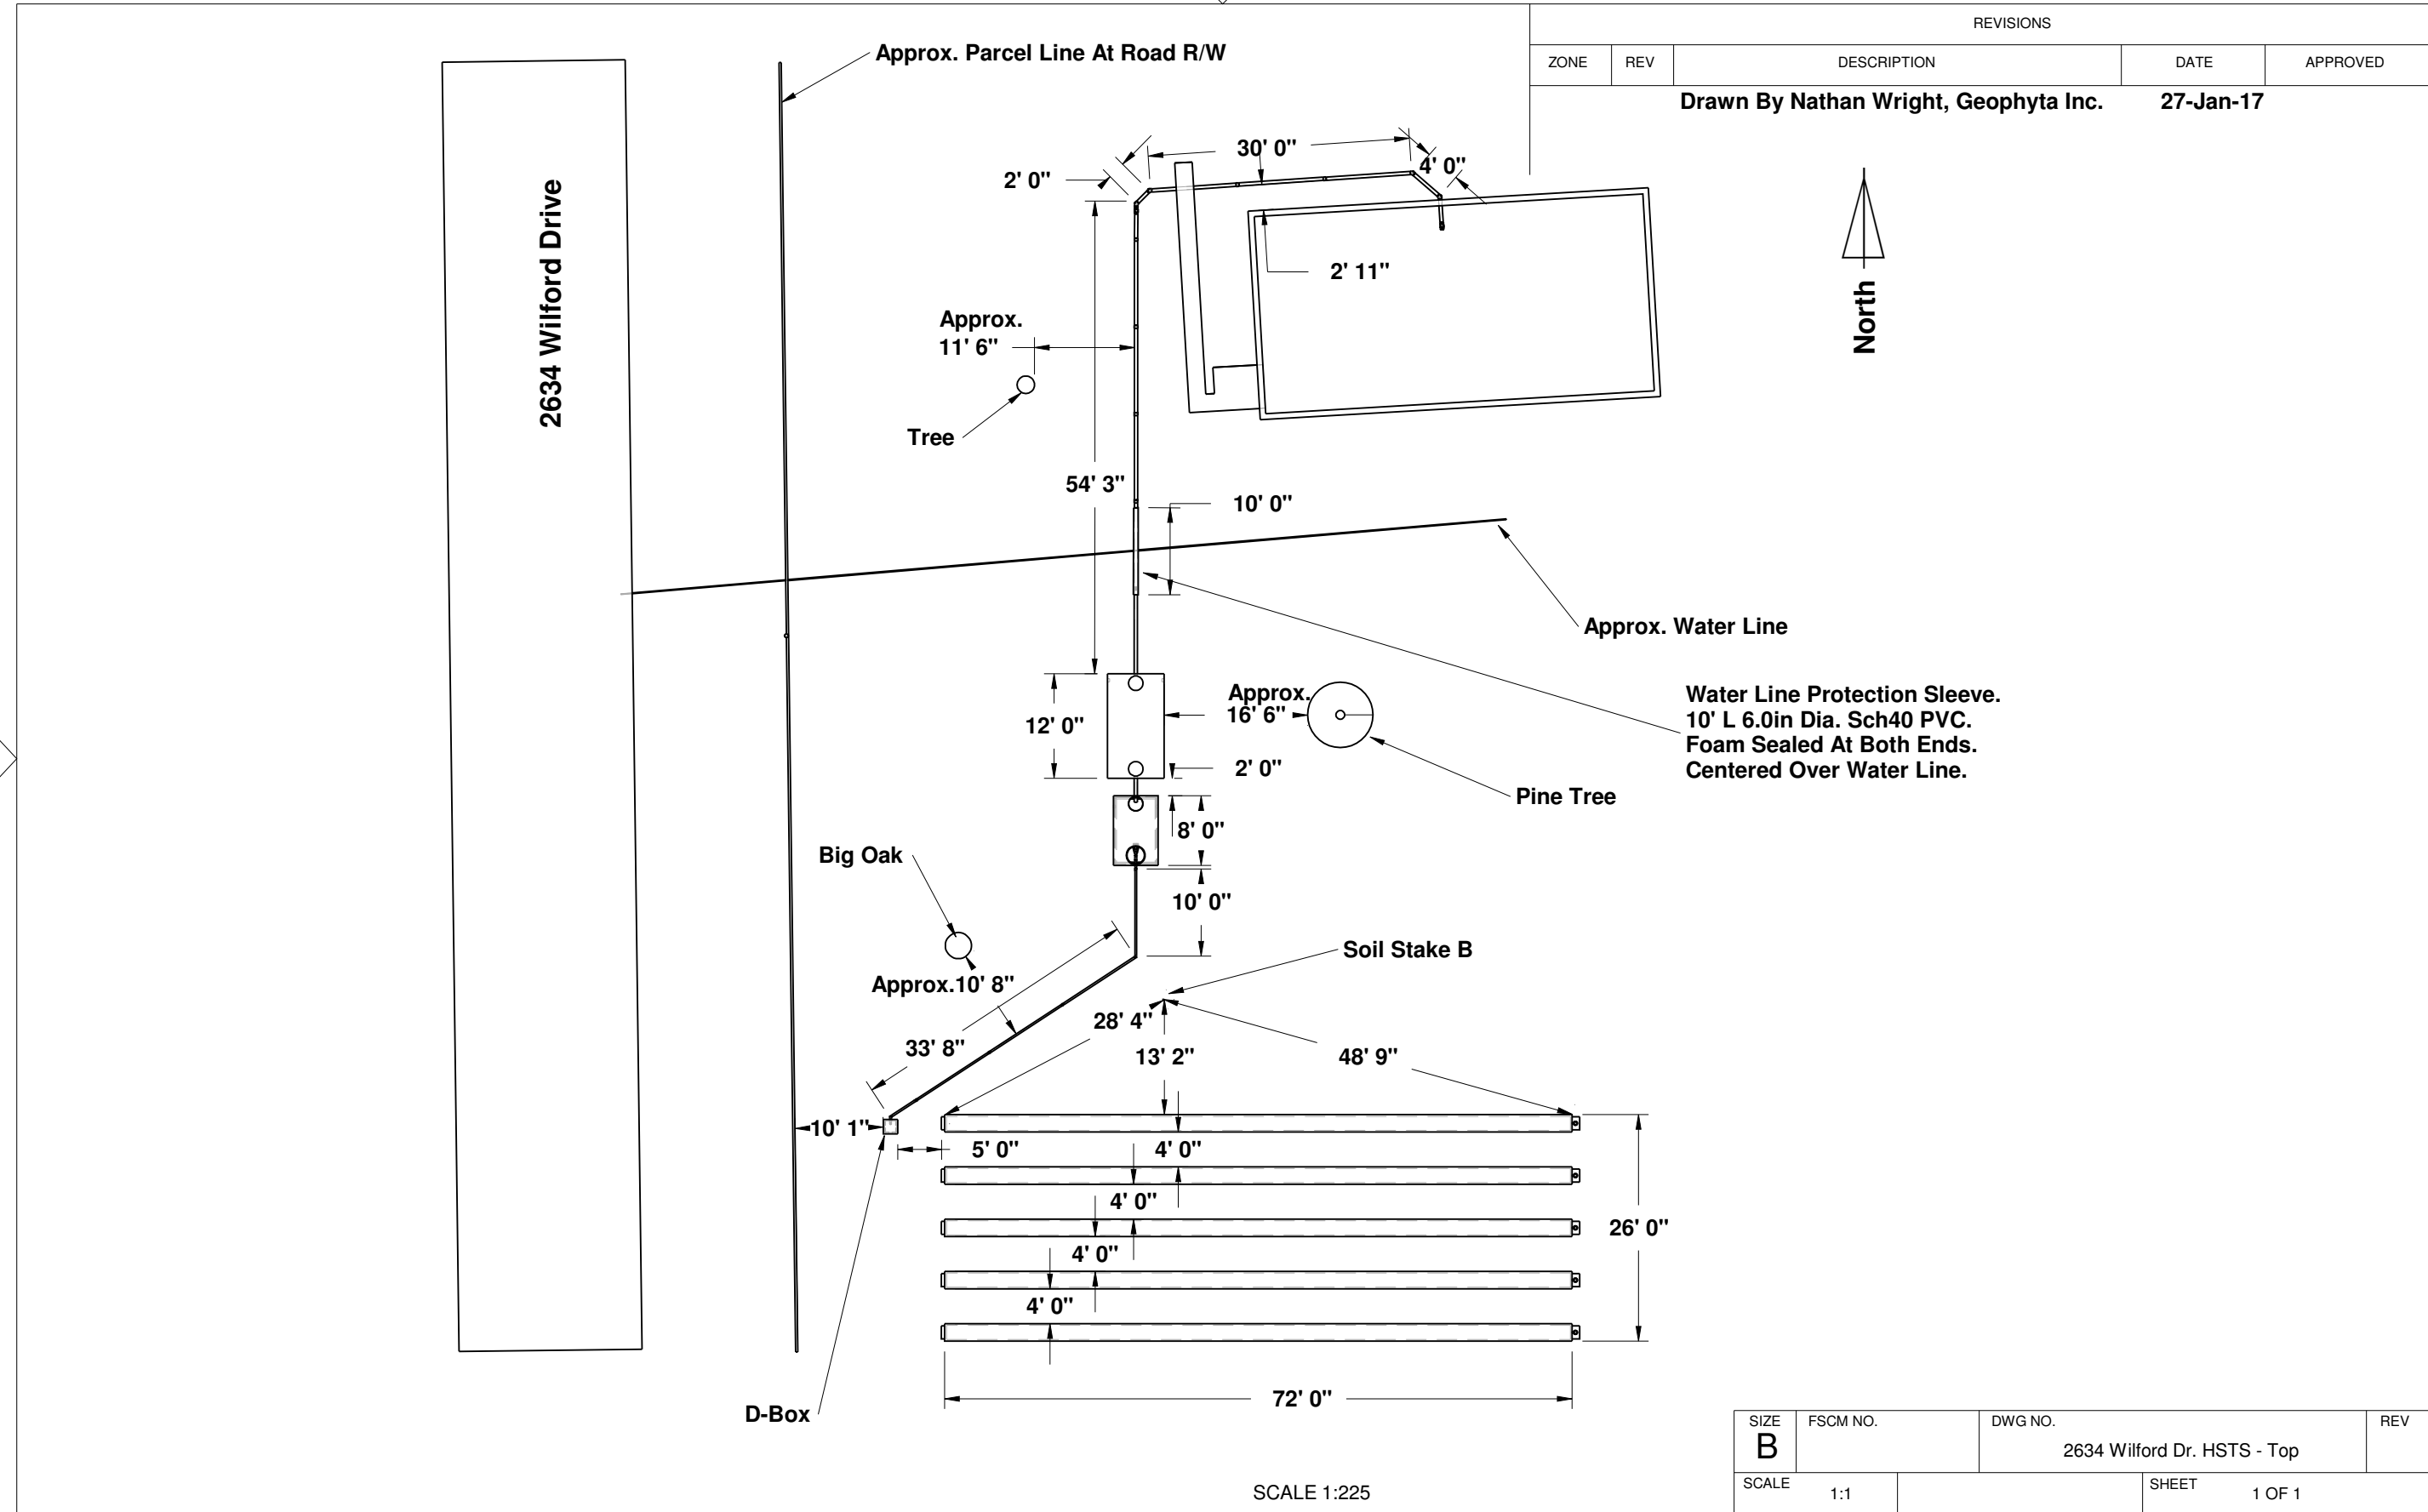 REVISIONS
ZONE REV DESCRIPTION DATE APPROVED
Drawn By Nathan Wright, Geophyta Inc. 27-Jan-17
Approx. Parcel Line At Road R/W
2634 Wilford Drive
30' 0"
4' 0"
2' 0"
2' 11"
North
Approx.
11' 6"
Tree
54' 3"
10' 0"
Approx. Water Line
Water Line Protection Sleeve.
10' L 6.0in Dia. Sch40 PVC.
Foam Sealed At Both Ends.
Centered Over Water Line.
Approx.
16' 6"
12' 0"
2' 0"
Pine Tree
8' 0"
Big Oak
10' 0"
Soil Stake B
Approx.10' 8"
28' 4"
33' 8"
13' 2"
48' 9"
10' 1"
5' 0"
4' 0"
4' 0"
26' 0"
4' 0"
4' 0"
72' 0"
D-Box
SCALE 1:225
SIZE FSCM NO. DWG NO. REV
B 2634 Wilford Dr. HSTS - Top
SCALE 1:1 SHEET 1 OF 1